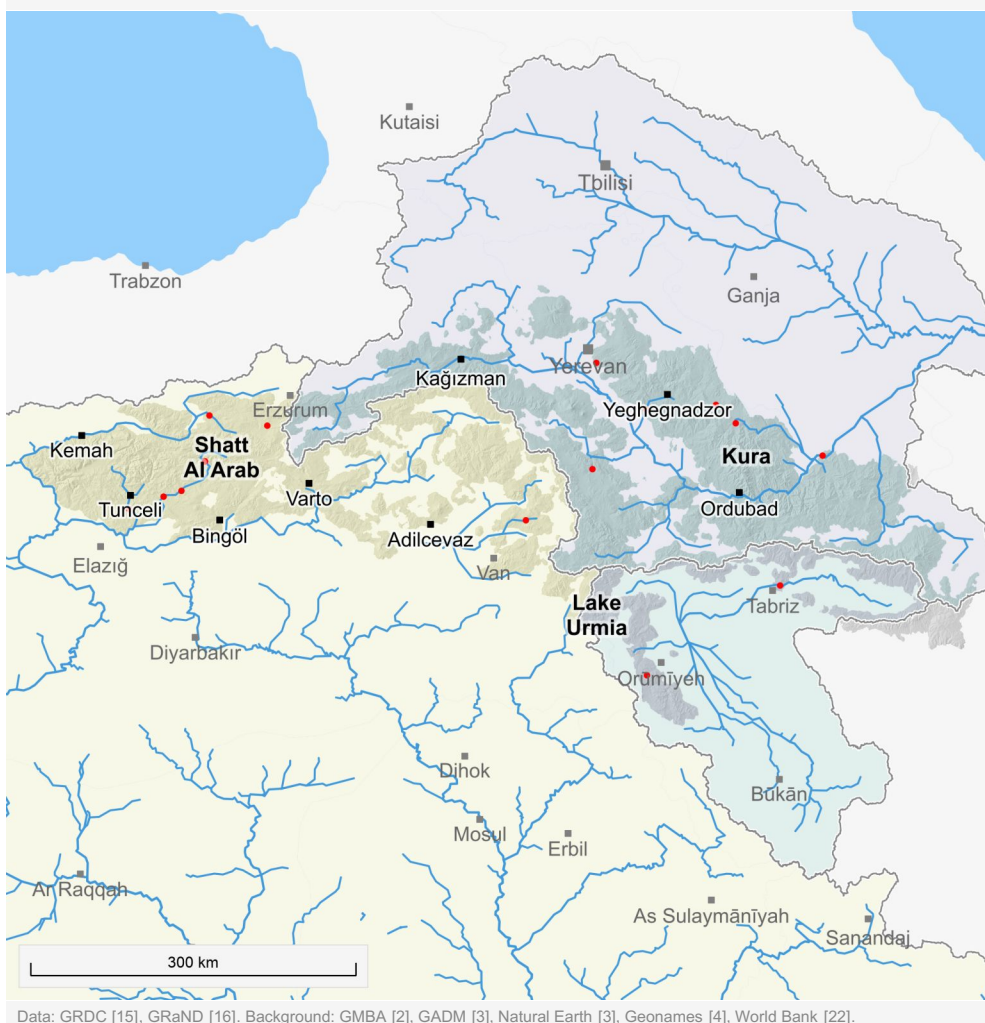 Kutaisi
Tbilisi
Trabzon
Ganja
Yerevan
Kağızman
Erzurum
Yeghegnadzor
Kemah
Shatt
Al Arab
Kura
Varto
Tunceli
Ordubad
Bingöl
Adilcevaz
Elazığ
Van
Lake
Urmia
Tabriz
Diyarbakır
Orūmīyeh
Dihok
Būkān
Mosul
Erbil
Ar Raqqah
As Sulaymānīyah
Sanandaj
300 km
Data: GRDC [15], GRaND [16]. Background: GMBA [2], GADM [3], Natural Earth [3], Geonames [4], World Bank [22].